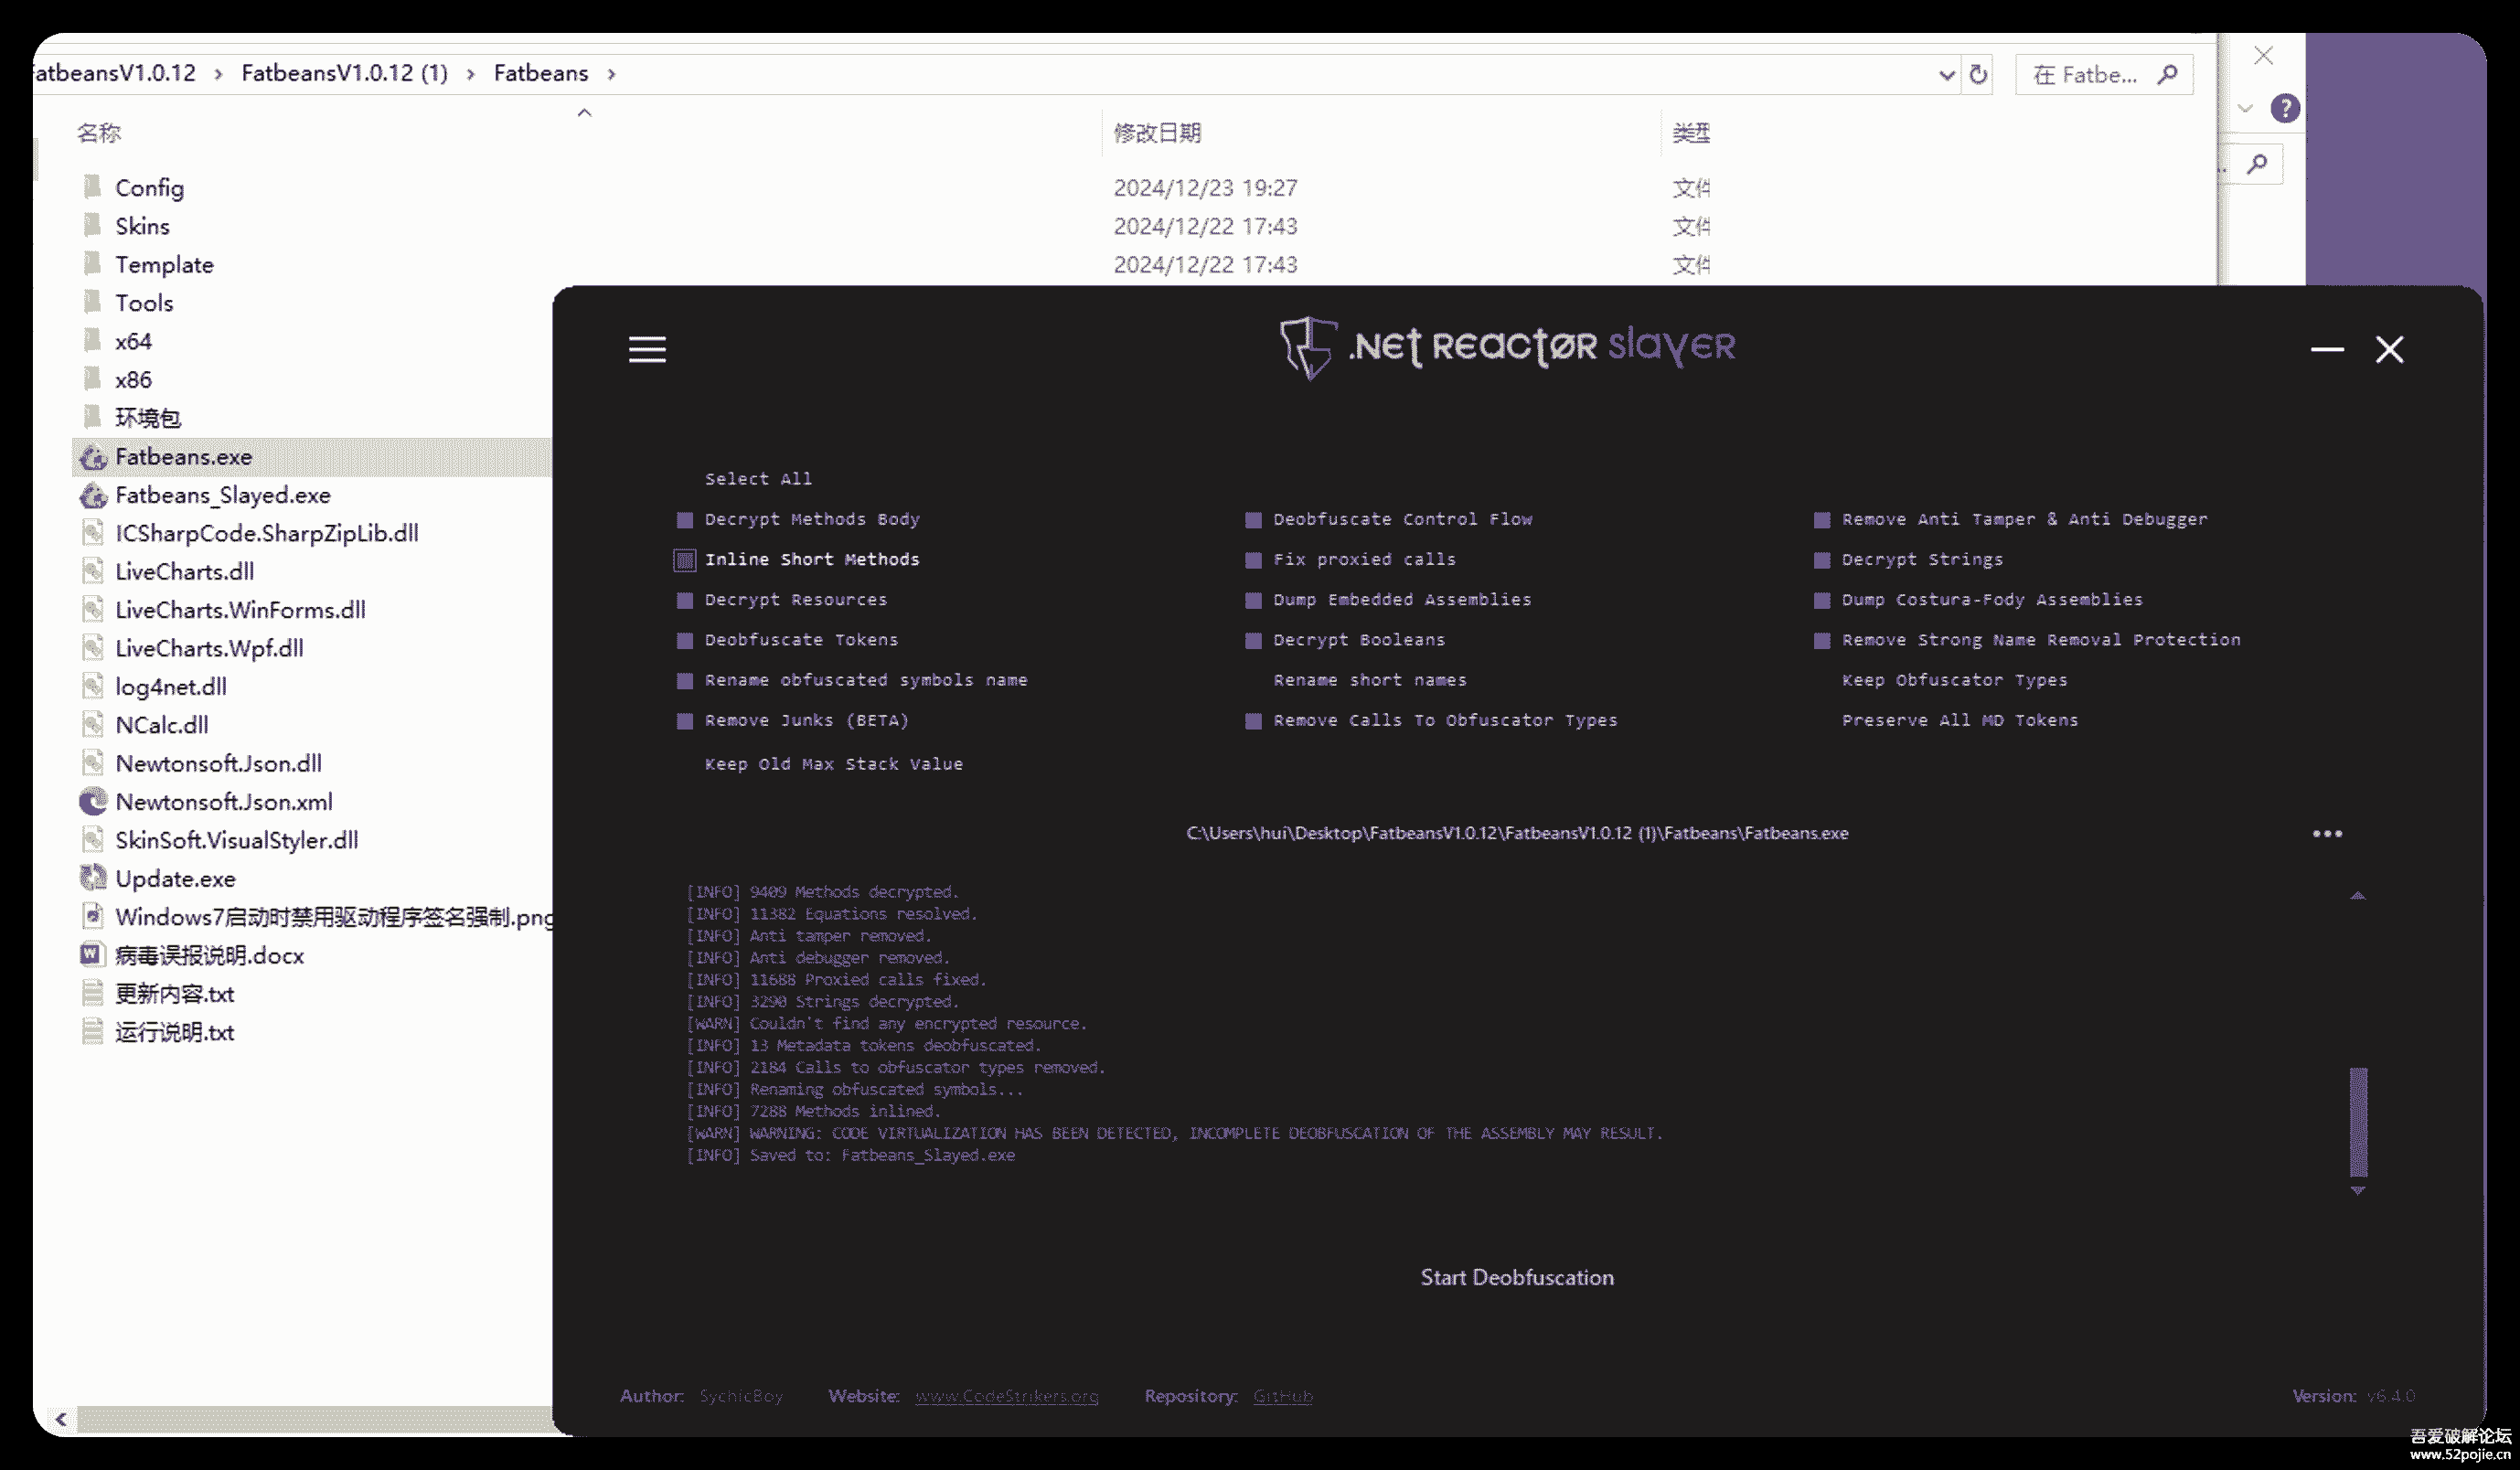 FatbeansV1.0.12 › FatbeansV1.0.12 (1) › Fatbeans ›
在 Fatbe...
名称 修改日期 类型
Config 2024/12/23 19:27 文件
Skins 2024/12/22 17:43 文件
Template 2024/12/22 17:43 文件
Tools
x64
x86
环境包
Fatbeans.exe
Fatbeans_Slayed.exe
ICSharpCode.SharpZipLib.dll
LiveCharts.dll
LiveCharts.WinForms.dll
LiveCharts.Wpf.dll
log4net.dll
NCalc.dll
Newtonsoft.Json.dll
Newtonsoft.Json.xml
SkinSoft.VisualStyler.dll
Update.exe
Windows7启动时禁用驱动程序签名强制.png
病毒误报说明.docx
更新内容.txt
运行说明.txt
.NET REACTØR SLAYER
Select All
Decrypt Methods Body Deobfuscate Control Flow Remove Anti Tamper & Anti Debugger
Inline Short Methods Fix proxied calls Decrypt Strings
Decrypt Resources Dump Embedded Assemblies Dump Costura-Fody Assemblies
Deobfuscate Tokens Decrypt Booleans Remove Strong Name Removal Protection
Rename obfuscated symbols name Rename short names Keep Obfuscator Types
Remove Junks (BETA) Remove Calls To Obfuscator Types Preserve All MD Tokens
Keep Old Max Stack Value
C:\Users\hui\Desktop\FatbeansV1.0.12\FatbeansV1.0.12 (1)\Fatbeans\Fatbeans.exe
[INFO] 9409 Methods decrypted.
[INFO] 11382 Equations resolved.
[INFO] Anti tamper removed.
[INFO] Anti debugger removed.
[INFO] 11688 Proxied calls fixed.
[INFO] 3290 Strings decrypted.
[WARN] Couldn't find any encrypted resource.
[INFO] 13 Metadata tokens deobfuscated.
[INFO] 2184 Calls to obfuscator types removed.
[INFO] Renaming obfuscated symbols...
[INFO] 7288 Methods inlined.
[WARN] WARNING: CODE VIRTUALIZATION HAS BEEN DETECTED, INCOMPLETE DEOBFUSCATION OF THE ASSEMBLY MAY RESULT.
[INFO] Saved to: Fatbeans_Slayed.exe
Start Deobfuscation
Author: SychicBoy Website: www.CodeStrikers.org Repository: GitHub Version: v6.4.0
吾爱破解论坛
www.52pojie.cn